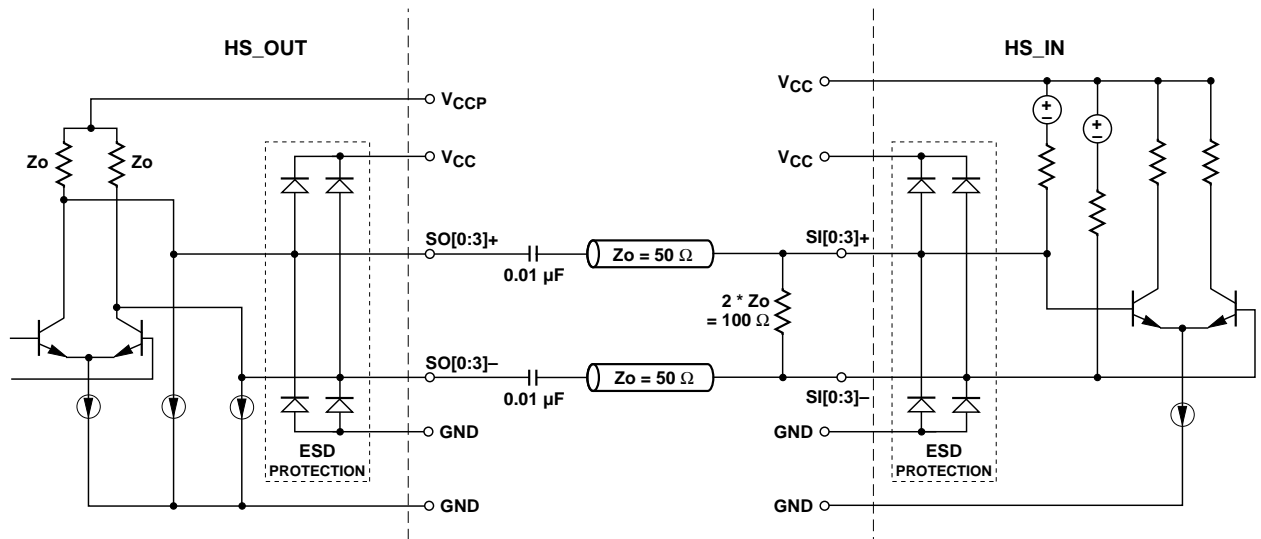 HS_OUT
HS_IN
VCCP
VCC
VCC
VCC
Zo
Zo
SO[0:3]+
0.01 µF
Zo = 50 Ω
SI[0:3]+
2 * Zo
= 100 Ω
SO[0:3]–
0.01 µF
Zo = 50 Ω
SI[0:3]–
GND
GND
ESD
PROTECTION
ESD
PROTECTION
GND
GND
+
–
+
–